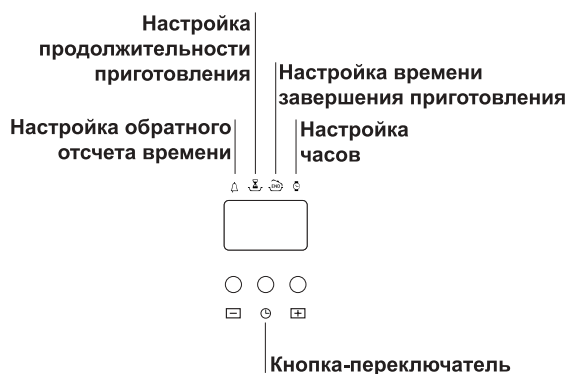 Настройка
продолжительности
приготовления
Настройка времени
завершения приготовления
Настройка обратного
отсчета времени
Настройка
часов
END
Кнопка-переключатель